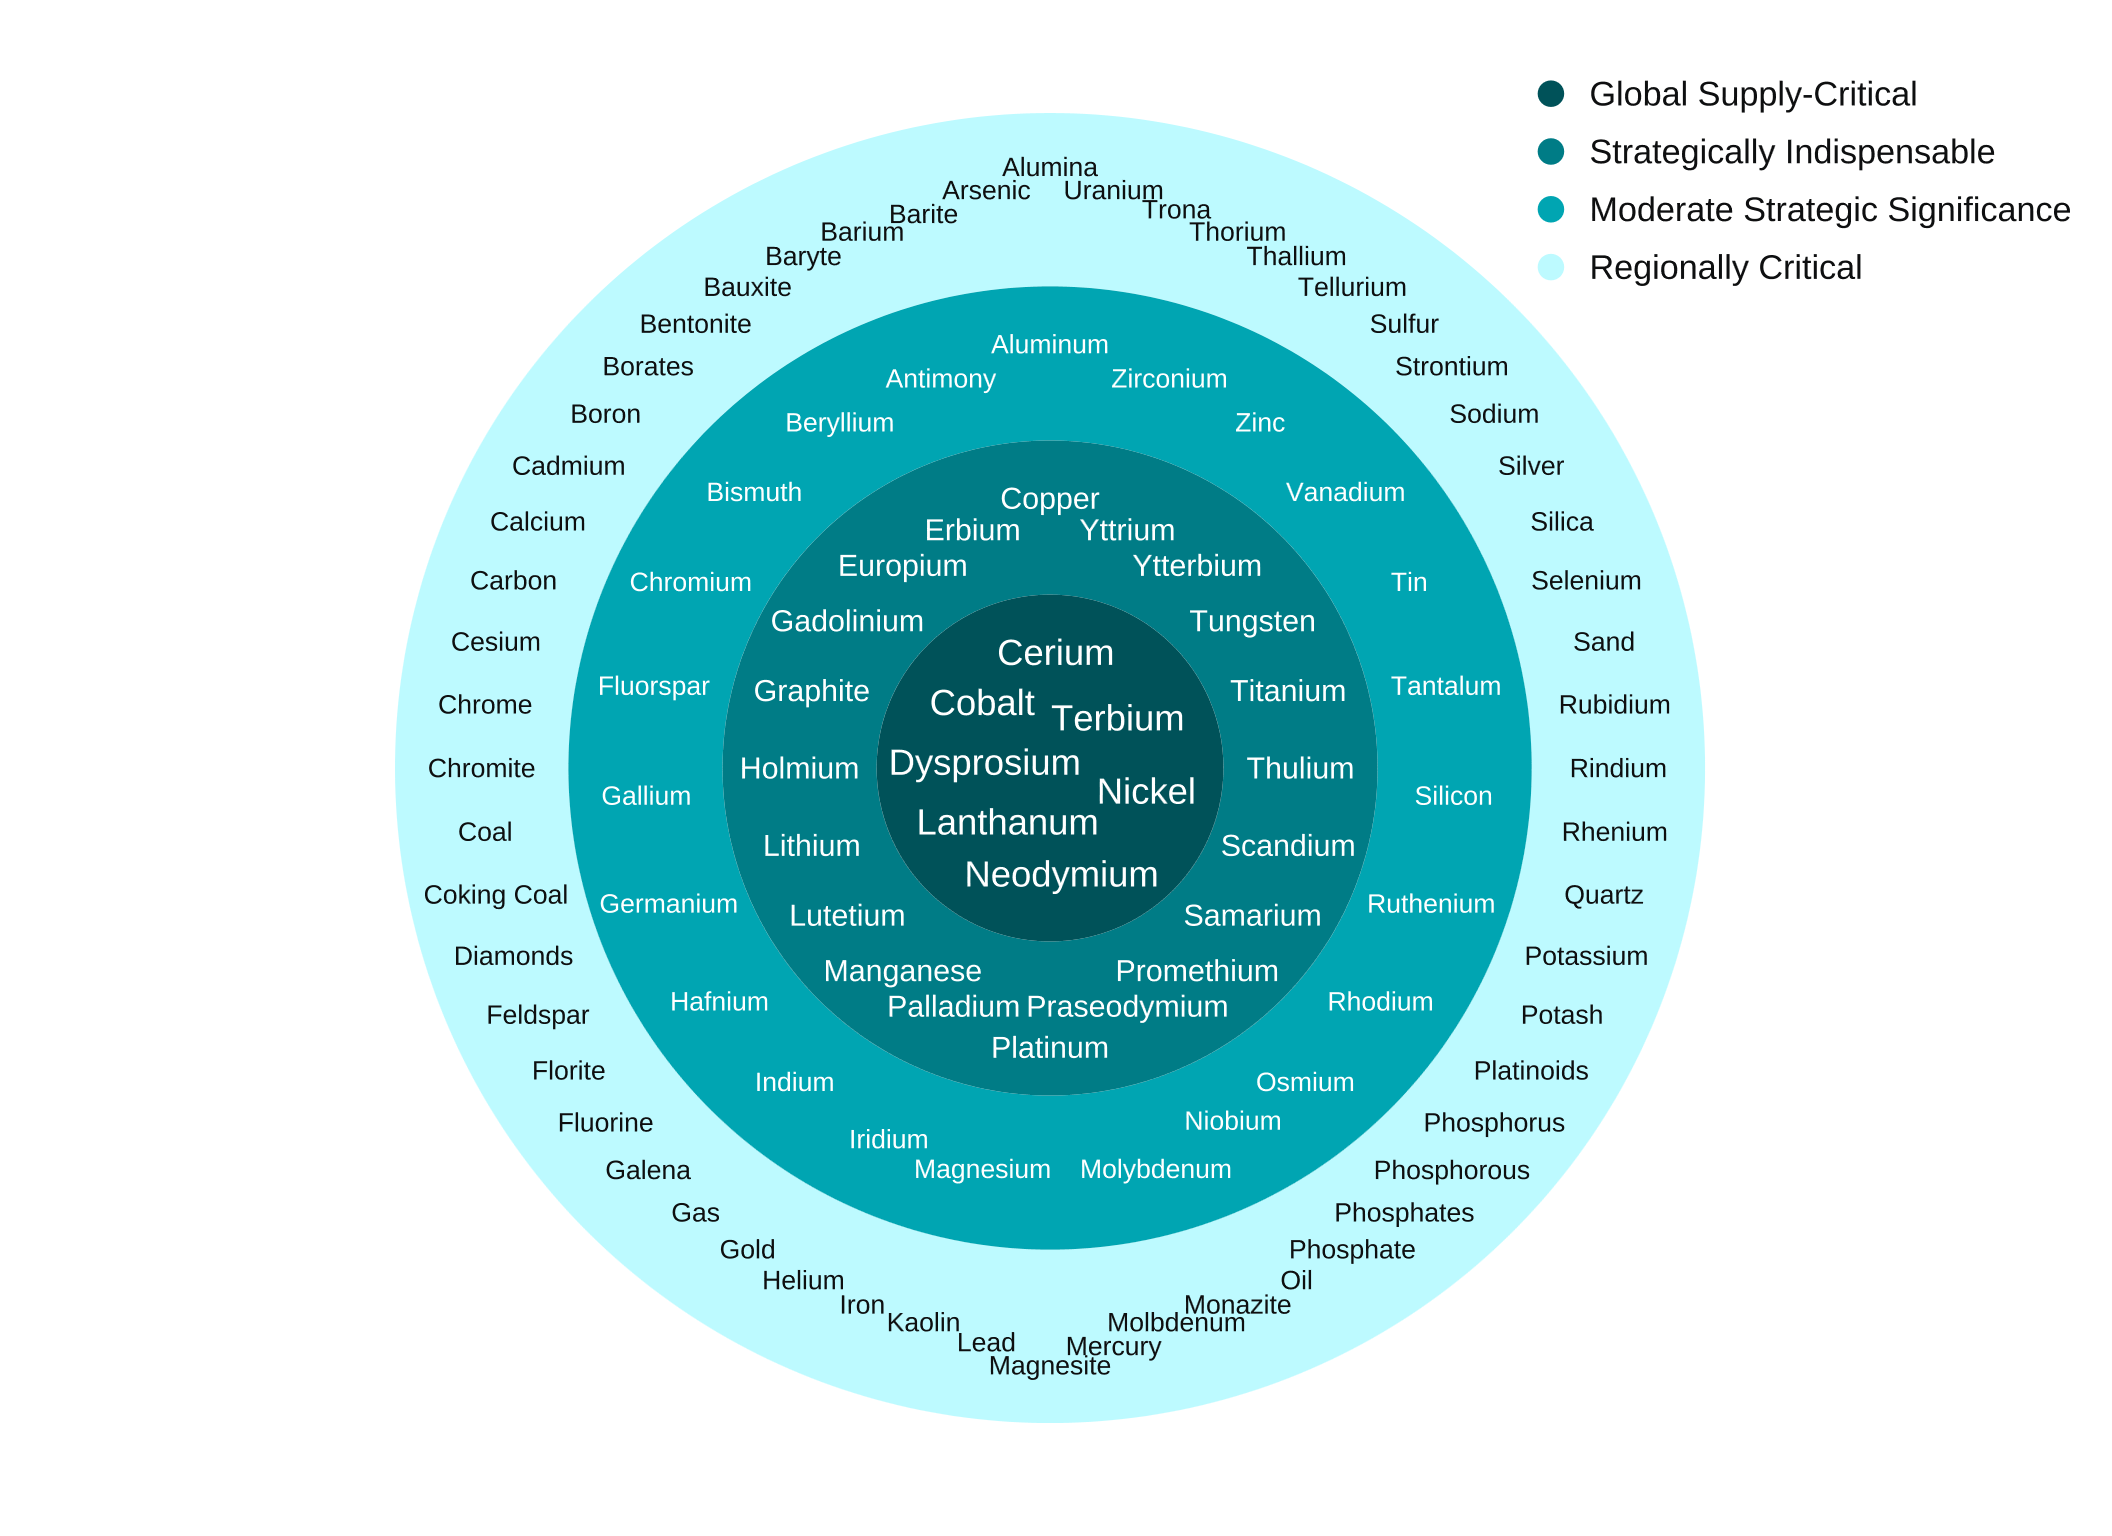 Global Supply-Critical
Strategically Indispensable
Moderate Strategic Significance
Regionally Critical
Alumina
Arsenic
Uranium
Barite
Trona
Barium
Thorium
Baryte
Thallium
Bauxite
Tellurium
Bentonite
Sulfur
Borates
Strontium
Boron
Sodium
Cadmium
Silver
Calcium
Silica
Carbon
Selenium
Cesium
Sand
Chrome
Rubidium
Chromite
Rindium
Coal
Rhenium
Coking Coal
Quartz
Diamonds
Potassium
Feldspar
Potash
Florite
Platinoids
Fluorine
Phosphorus
Galena
Phosphorous
Gas
Phosphates
Gold
Phosphate
Helium
Oil
Iron
Monazite
Kaolin
Molbdenum
Lead
Mercury
Magnesite
Aluminum
Antimony
Zirconium
Beryllium
Zinc
Bismuth
Vanadium
Chromium
Tin
Fluorspar
Tantalum
Gallium
Silicon
Germanium
Ruthenium
Hafnium
Rhodium
Indium
Osmium
Iridium
Niobium
Magnesium
Molybdenum
Copper
Erbium
Yttrium
Europium
Ytterbium
Gadolinium
Tungsten
Graphite
Titanium
Holmium
Thulium
Lithium
Scandium
Lutetium
Samarium
Manganese
Promethium
Palladium
Praseodymium
Platinum
Cerium
Cobalt
Terbium
Dysprosium
Nickel
Lanthanum
Neodymium